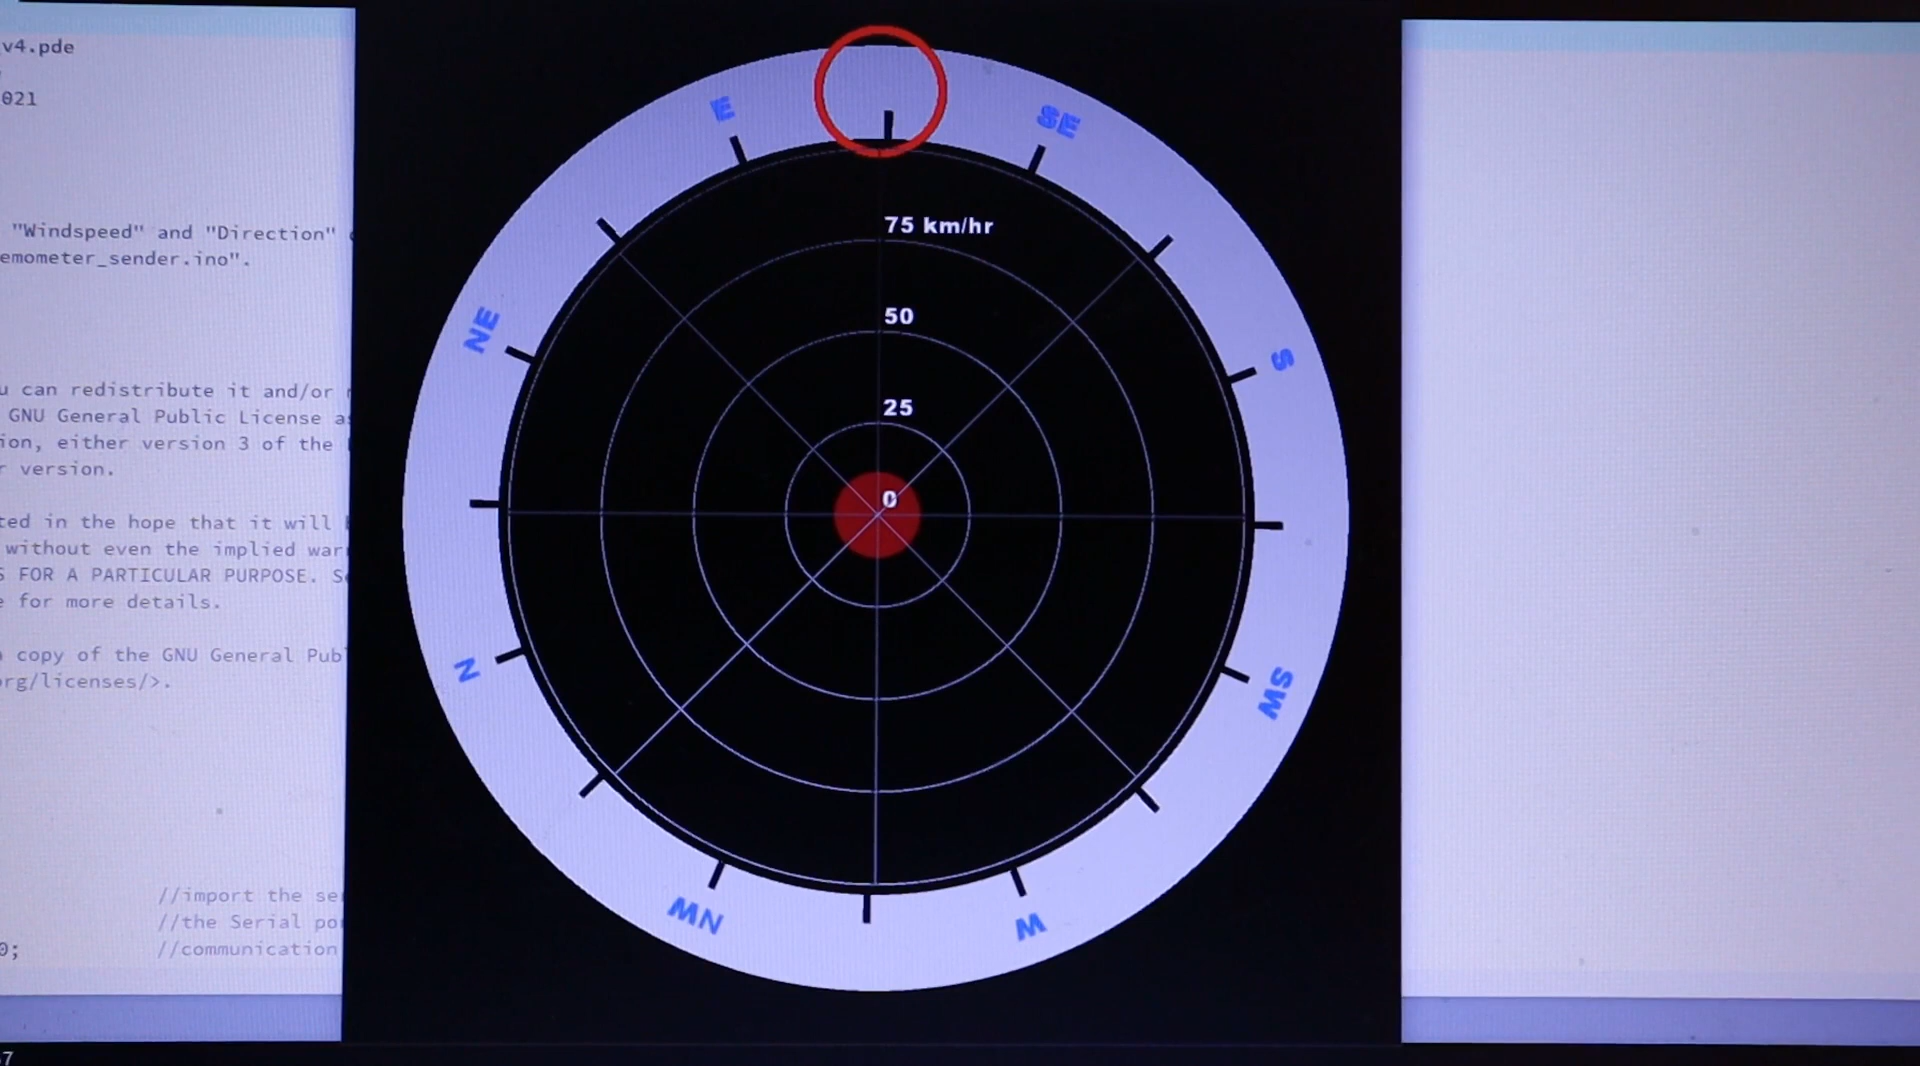 v4.pde
021
"Windspeed" and "Direction"
emometer_sender.ino".
u can redistribute it and/or
GNU General Public License
ion, either version 3 of the
r version.
ted in the hope that it will
without even the implied war
S FOR A PARTICULAR PURPOSE. S
e for more details.
copy of the GNU General Pub
org/licenses/>.
//import the se
//the Serial po
0; //communication
E
SE
NE
S
N
SW
NW
W
75 km/hr
50
25
0
7